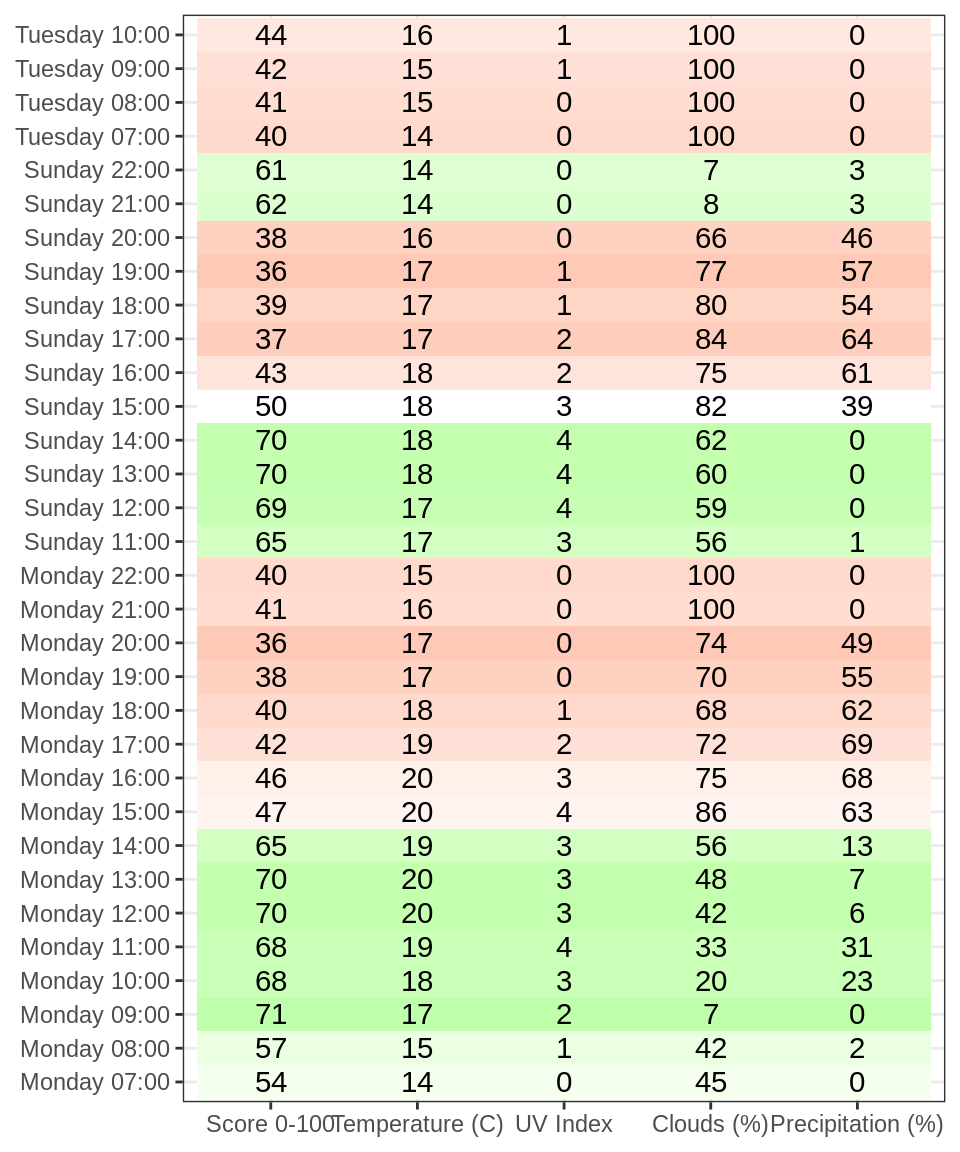 Tuesday 10:00 44 16 1 100 0
Tuesday 09:00 42 15 1 100 0
Tuesday 08:00 41 15 0 100 0
Tuesday 07:00 40 14 0 100 0
Sunday 22:00 61 14 0 7 3
Sunday 21:00 62 14 0 8 3
Sunday 20:00 38 16 0 66 46
Sunday 19:00 36 17 1 77 57
Sunday 18:00 39 17 1 80 54
Sunday 17:00 37 17 2 84 64
Sunday 16:00 43 18 2 75 61
Sunday 15:00 50 18 3 82 39
Sunday 14:00 70 18 4 62 0
Sunday 13:00 70 18 4 60 0
Sunday 12:00 69 17 4 59 0
Sunday 11:00 65 17 3 56 1
Monday 22:00 40 15 0 100 0
Monday 21:00 41 16 0 100 0
Monday 20:00 36 17 0 74 49
Monday 19:00 38 17 0 70 55
Monday 18:00 40 18 1 68 62
Monday 17:00 42 19 2 72 69
Monday 16:00 46 20 3 75 68
Monday 15:00 47 20 4 86 63
Monday 14:00 65 19 3 56 13
Monday 13:00 70 20 3 48 7
Monday 12:00 70 20 3 42 6
Monday 11:00 68 19 4 33 31
Monday 10:00 68 18 3 20 23
Monday 09:00 71 17 2 7 0
Monday 08:00 57 15 1 42 2
Monday 07:00 54 14 0 45 0
Score 0-100 Temperature (C) UV Index Clouds (%) Precipitation (%)